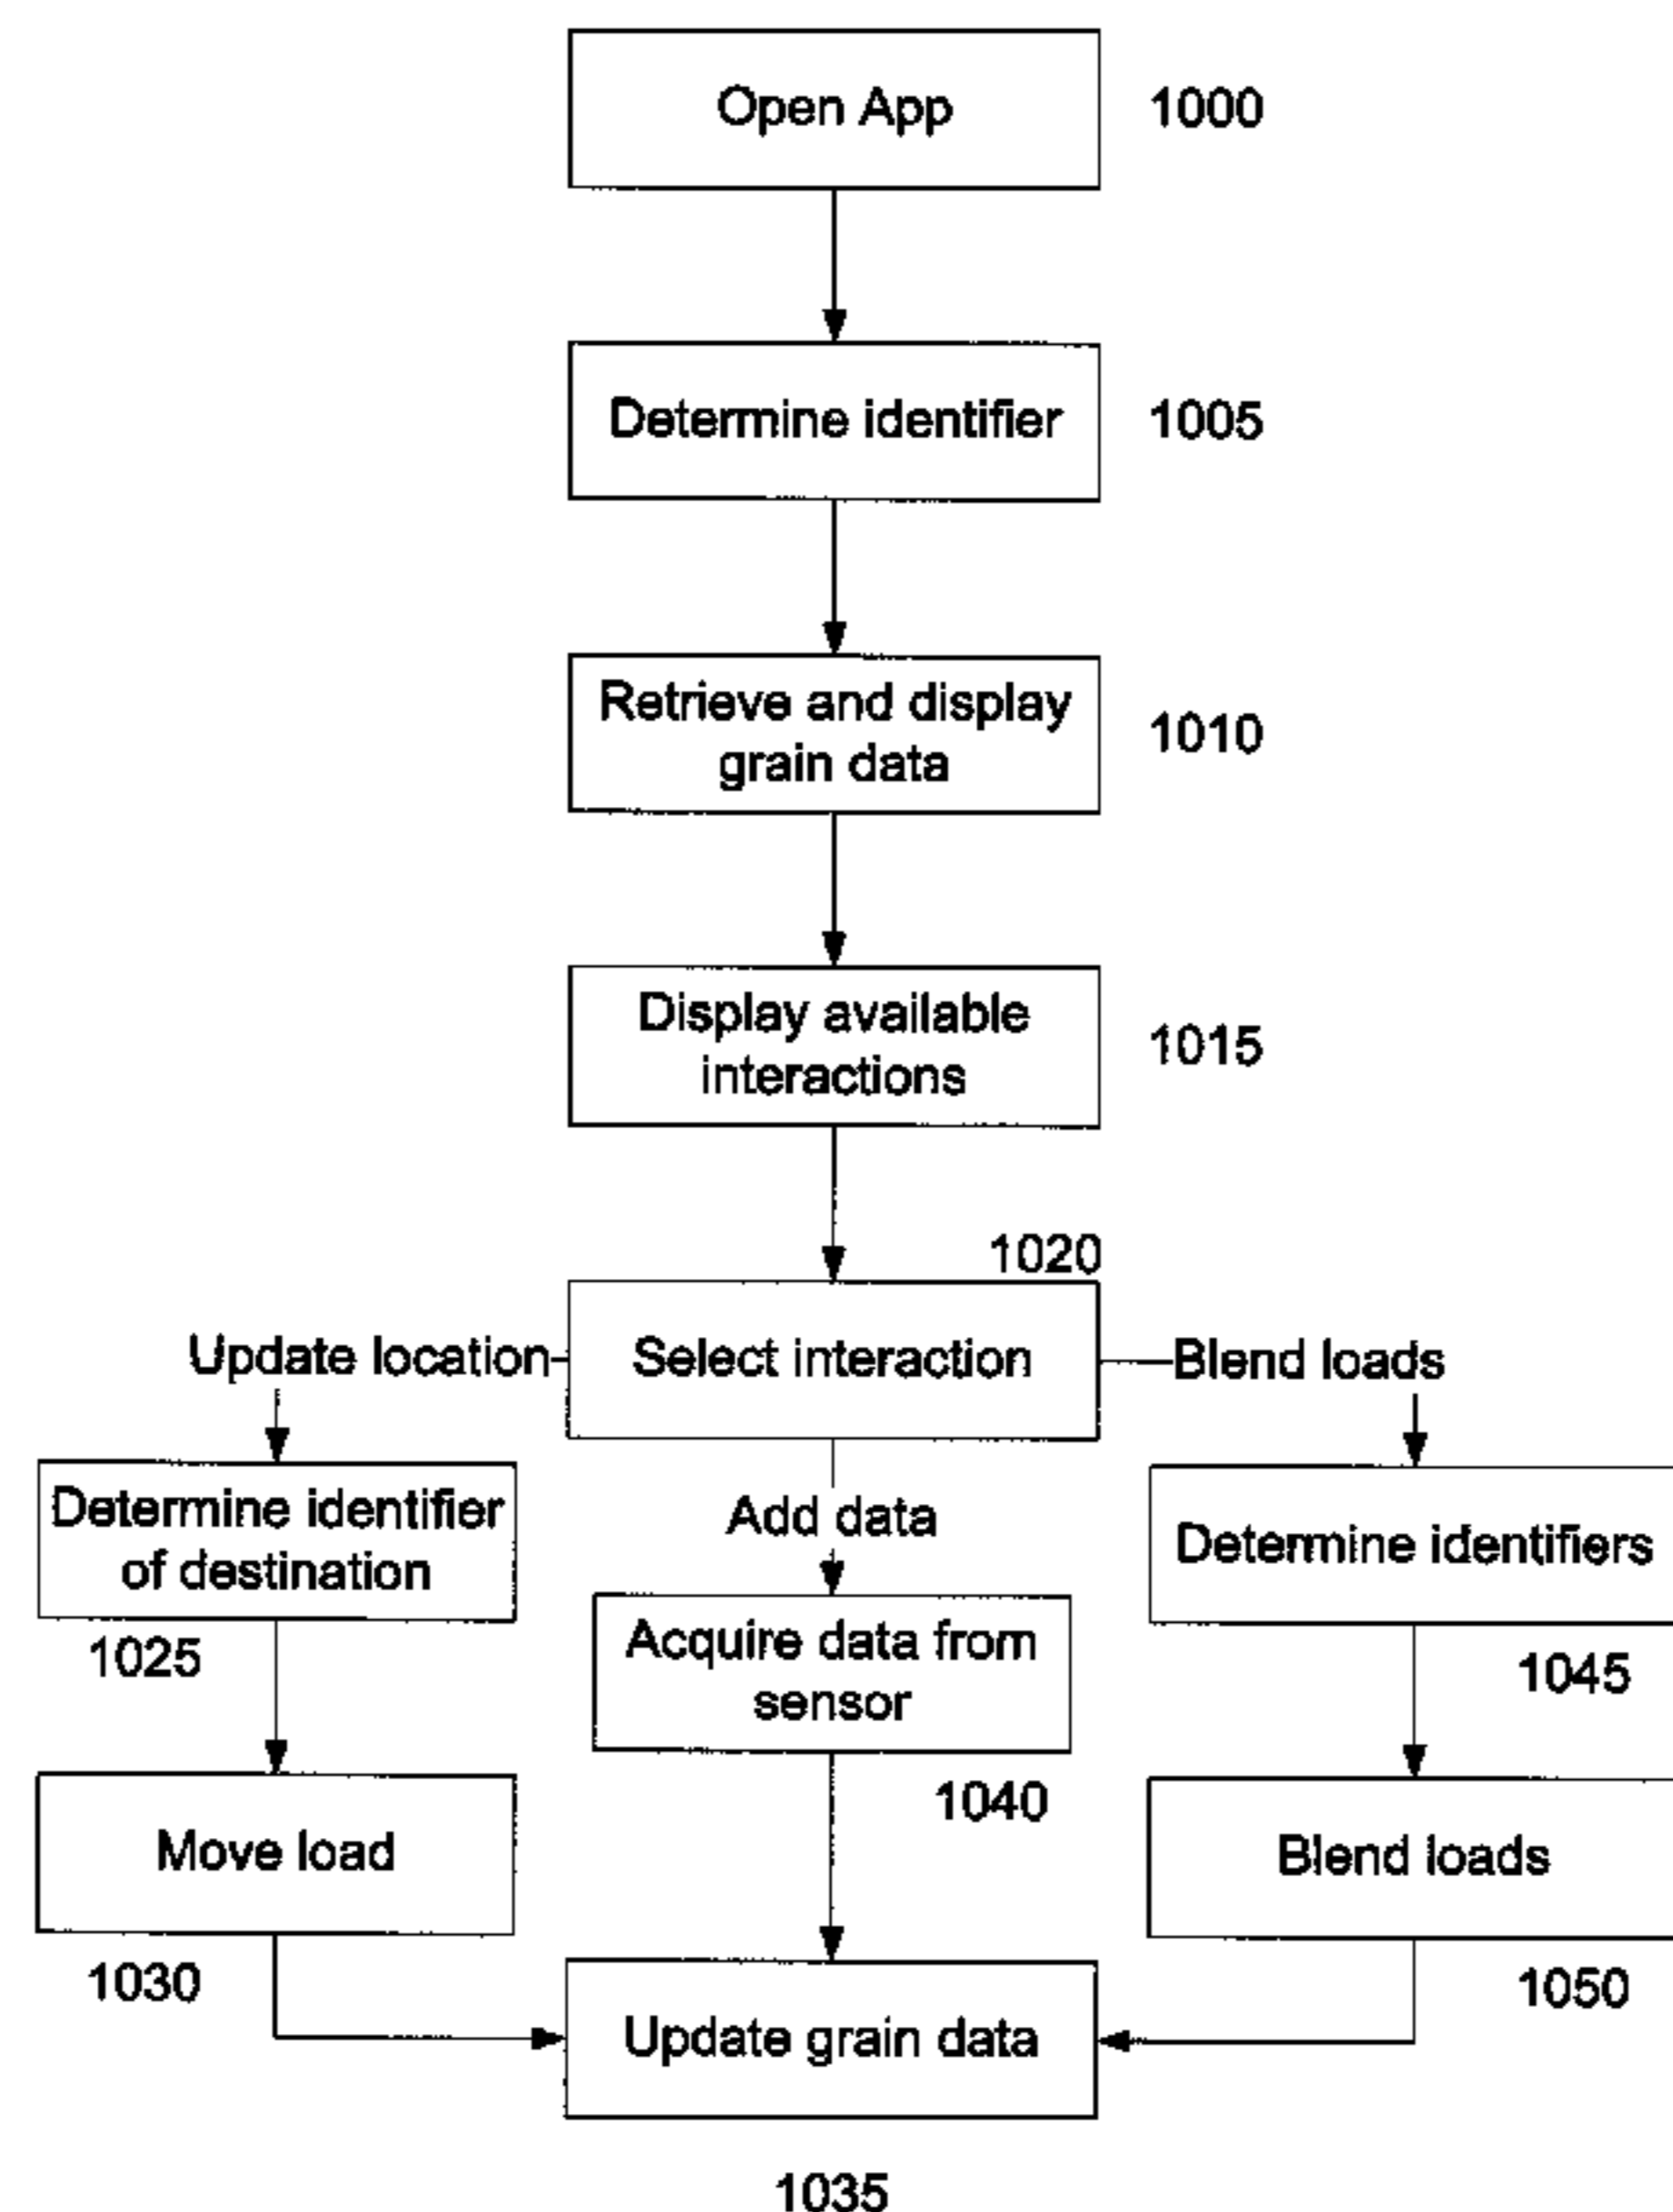 Open App
1000
Determine identifier
1005
Retrieve and display
grain data
1010
Display available
interactions
1015
1020
Update location
Select interaction
Blend loads
Determine identifier
of destination
1025
Add data
Determine identifiers
1045
Acquire data from
sensor
1040
Move load
1030
Blend loads
1050
Update grain data
1035